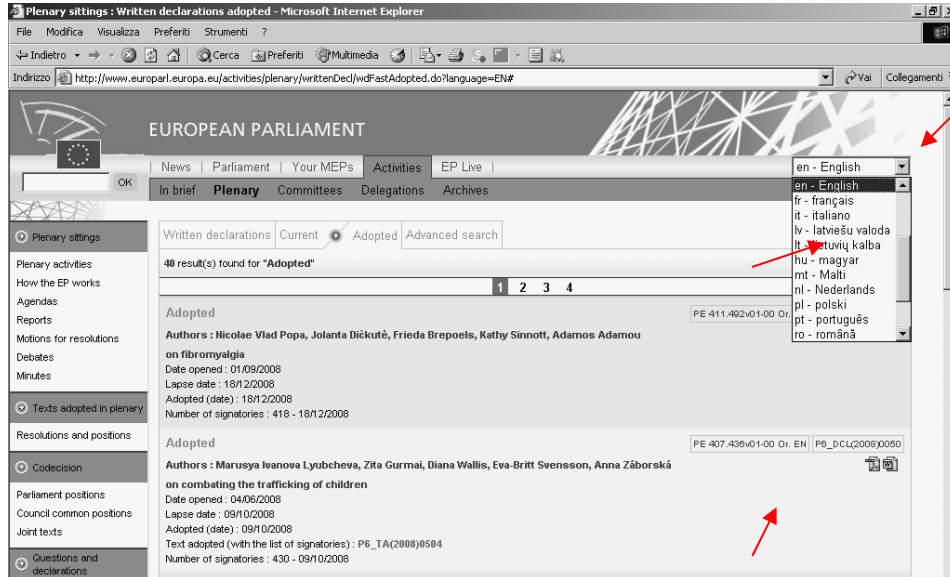 Plenary sittings : Written declarations adopted - Microsoft Internet Explorer
File Modifica Visualizza Preferiti Strumenti ?
Indietro Cerca Preferiti Multimedia
Indirizzo http://www.europarl.europa.eu/activities/plenary/writtenDecl/wdFastAdopted.do?language=EN# Vai Collegamenti
EUROPEAN PARLIAMENT
News | Parliament | Your MEPs Activities EP Live |
en - English
OK
In brief Plenary Committees Delegations Archives
en - English
fr - français
it - italiano
lv - latviešu valoda
lt - lietuvių kalba
hu - magyar
mt - Malti
nl - Nederlands
pl - polski
pt - português
ro - română
Plenary sittings
Plenary activities
How the EP works
Agendas
Reports
Motions for resolutions
Debates
Minutes
Texts adopted in plenary
Resolutions and positions
Codecision
Parliament positions
Council common positions
Joint texts
Questions and
declarations
Written declarations Current Adopted Advanced search
40 result(s) found for "Adopted"
1 2 3 4
Adopted PE 411.492v01-00 Or.
Authors : Nicolae Vlad Popa, Jolanta Dičkutė, Frieda Brepoels, Kathy Sinnott, Adamos Adamou
on fibromyalgia
Date opened : 01/09/2008
Lapse date : 18/12/2008
Adopted (date) : 18/12/2008
Number of signatories : 418 - 18/12/2008
Adopted PE 407.436v01-00 Or. EN P6_DCL(2008)0050
Authors : Marusya Ivanova Lyubcheva, Zita Gurmai, Diana Wallis, Eva-Britt Svensson, Anna Záborská
on combating the trafficking of children
Date opened : 04/06/2008
Lapse date : 09/10/2008
Adopted (date) : 09/10/2008
Text adopted (with the list of signatories) : P6_TA(2008)0504
Number of signatories : 430 - 09/10/2008